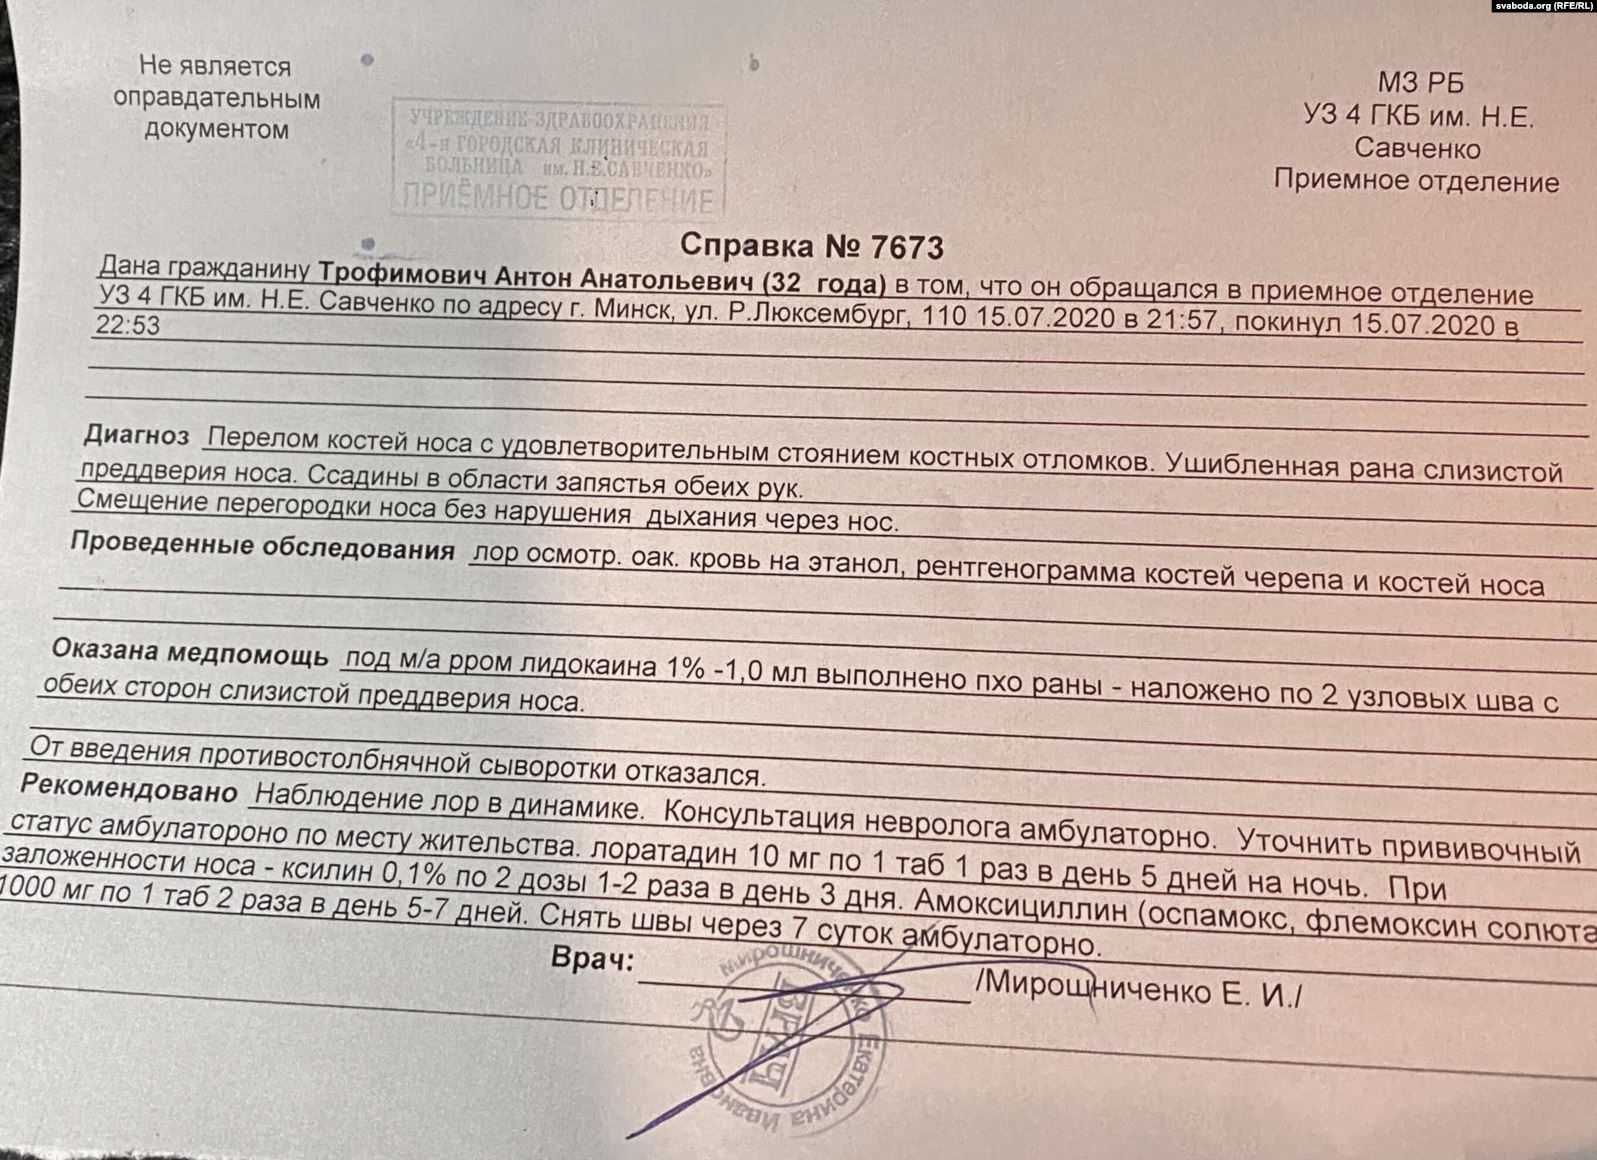 svaboda.org (RFE/RL)
Не является
оправдательным
документом
УЧРЕЖДЕНИЕ ЗДРАВООХРАНЕНИЯ
«4-я ГОРОДСКАЯ КЛИНИЧЕСКАЯ
БОЛЬНИЦА им. Н.Е.САВЧЕНКО»
ПРИЁМНОЕ ОТДЕЛЕНИЕ
МЗ РБ
УЗ 4 ГКБ им. Н.Е.
Савченко
Приемное отделение
Справка № 7673
Дана гражданину Трофимович Антон Анатольевич (32 года) в том, что он обращался в приемное отделение
УЗ 4 ГКБ им. Н.Е. Савченко по адресу г. Минск, ул. Р.Люксембург, 110 15.07.2020 в 21:57, покинул 15.07.2020 в
22:53
Диагноз Перелом костей носа с удовлетворительным стоянием костных отломков. Ушибленная рана слизистой
преддверия носа. Ссадины в области запястья обеих рук.
Смещение перегородки носа без нарушения дыхания через нос.
Проведенные обследования лор осмотр. оак. кровь на этанол, рентгенограмма костей черепа и костей носа
Оказана медпомощь под м/а рром лидокаина 1% -1,0 мл выполнено пхо раны - наложено по 2 узловых шва с
обеих сторон слизистой преддверия носа.
От введения противостолбнячной сыворотки отказался.
Рекомендовано Наблюдение лор в динамике. Консультация невролога амбулаторно. Уточнить прививочный
статус амбулатороно по месту жительства. лоратадин 10 мг по 1 таб 1 раз в день 5 дней на ночь. При
заложенности носа - ксилин 0,1% по 2 дозы 1-2 раза в день 3 дня. Амоксициллин (оспамокс, флемоксин солюта
1000 мг по 1 таб 2 раза в день 5-7 дней. Снять швы через 7 суток амбулаторно.
Врач: /Мирошниченко Е. И./
Мирошниченко Екатерина Ивановна
ВРАЧ